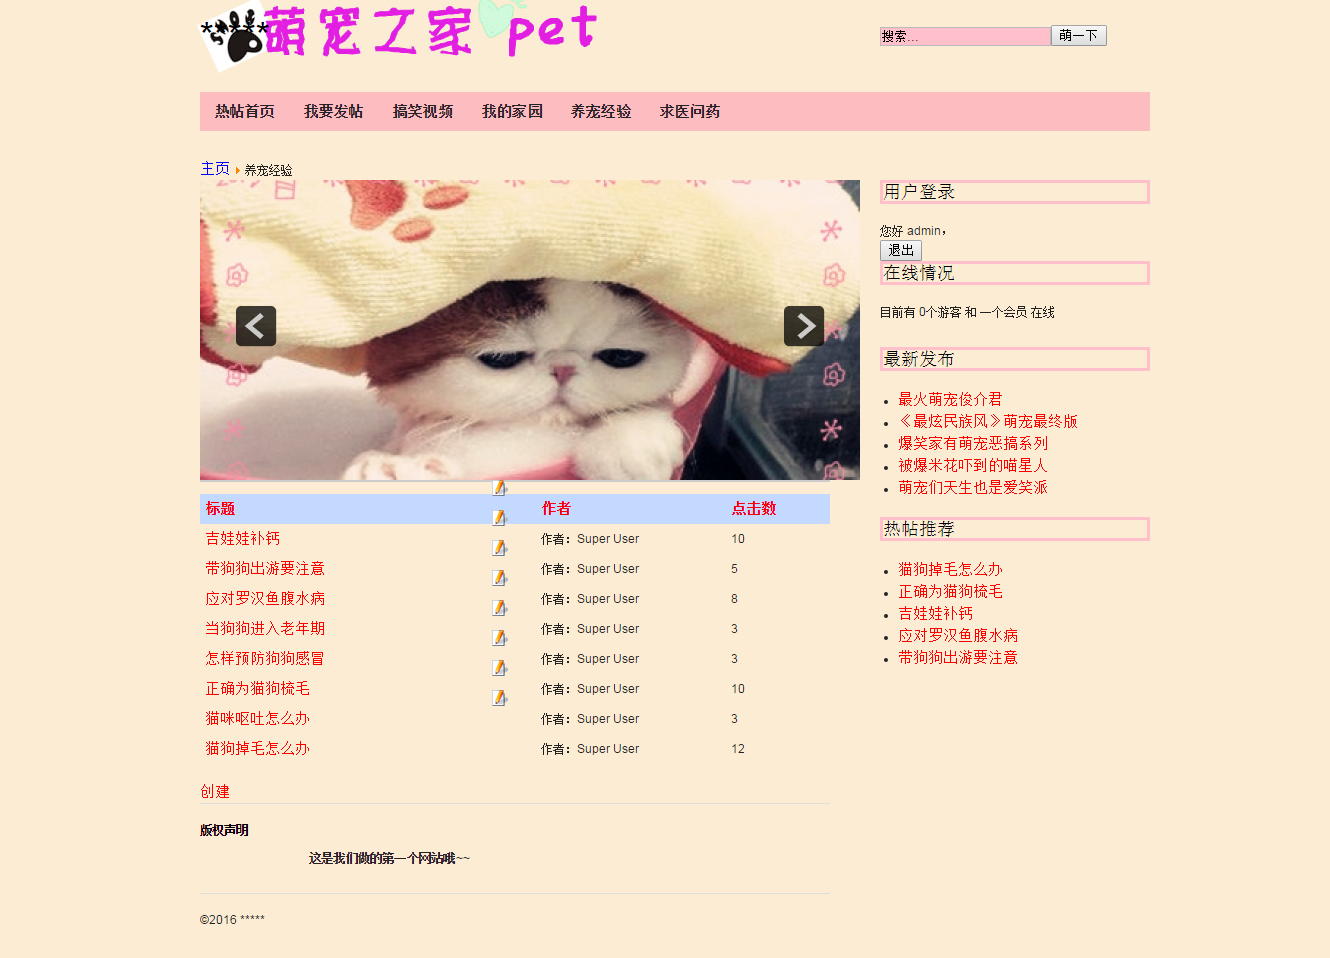 *****萌宠之家 pet
搜索... 萌一下
热帖首页 我要发帖 搞笑视频 我的家园 养宠经验 求医问药
主页 养宠经验
用户登录
您好 admin，
退出
在线情况
目前有 0个游客 和 一个会员 在线
最新发布
最火萌宠俊介君
《最炫民族风》萌宠最终版
爆笑家有萌宠恶搞系列
被爆米花吓到的喵星人
萌宠们天生也是爱笑派
热帖推荐
猫狗掉毛怎么办
正确为猫狗梳毛
吉娃娃补钙
应对罗汉鱼腹水病
带狗狗出游要注意
标题 作者 点击数
吉娃娃补钙 作者：Super User 10
带狗狗出游要注意 作者：Super User 5
应对罗汉鱼腹水病 作者：Super User 8
当狗狗进入老年期 作者：Super User 3
怎样预防狗狗感冒 作者：Super User 3
正确为猫狗梳毛 作者：Super User 10
猫咪呕吐怎么办 作者：Super User 3
猫狗掉毛怎么办 作者：Super User 12
创建
版权声明
这是我们做的第一个网站哦~~
©2016 *****